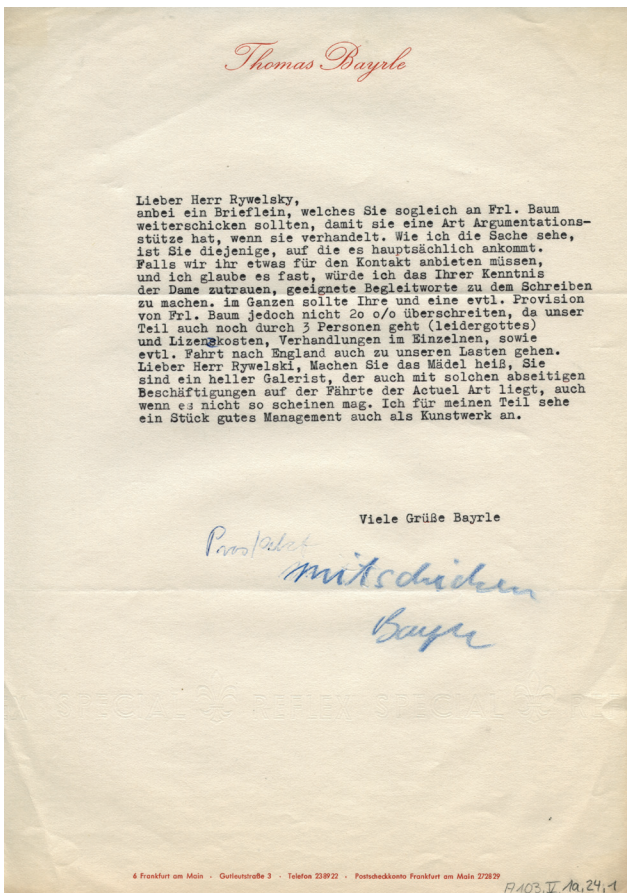 Thomas Bayrle
Lieber Herr Rywelsky,
anbei ein Brieflein, welches Sie sogleich an Frl. Baum
weiterschicken sollten, damit sie eine Art Argumentations-
stütze hat, wenn sie verhandelt. Wie ich die Sache sehe,
ist Sie diejenige, auf die es hauptsächlich ankommt.
Falls wir ihr etwas für den Kontakt anbieten müssen,
und ich glaube es fast, würde ich das Ihrer Kenntnis
der Dame zutrauen, geeignete Begleitworte zu dem Schreiben
zu machen. im Ganzen sollte Ihre und eine evtl. Provision
von Frl. Baum jedoch nicht 2o o/o überschreiten, da unser
Teil auch noch durch 3 Personen geht (leidergottes)
und Lizenskosten, Verhandlungen im Einzelnen, sowie
evtl. Fahrt nach England auch zu unseren Lasten gehen.
Lieber Herr Rywelski, Machen Sie das Mädel heiß, Sie
sind ein heller Galerist, der auch mit solchen abseitigen
Beschäftigungen auf der Fährte der Actuel Art liegt, auch
wenn es nicht so scheinen mag. Ich für meinen Teil sehe
ein Stück gutes Management auch als Kunstwerk an.
Viele Grüße Bayrle
Prospekt
mitschicken
Bayrle
SPECIAL REFLEX SPECIAL
6 Frankfurt am Main - Gutleutstraße 3 - Telefon 238922 - Postscheckkonto Frankfurt am Main 272829
A103, V 1a, 24, 1